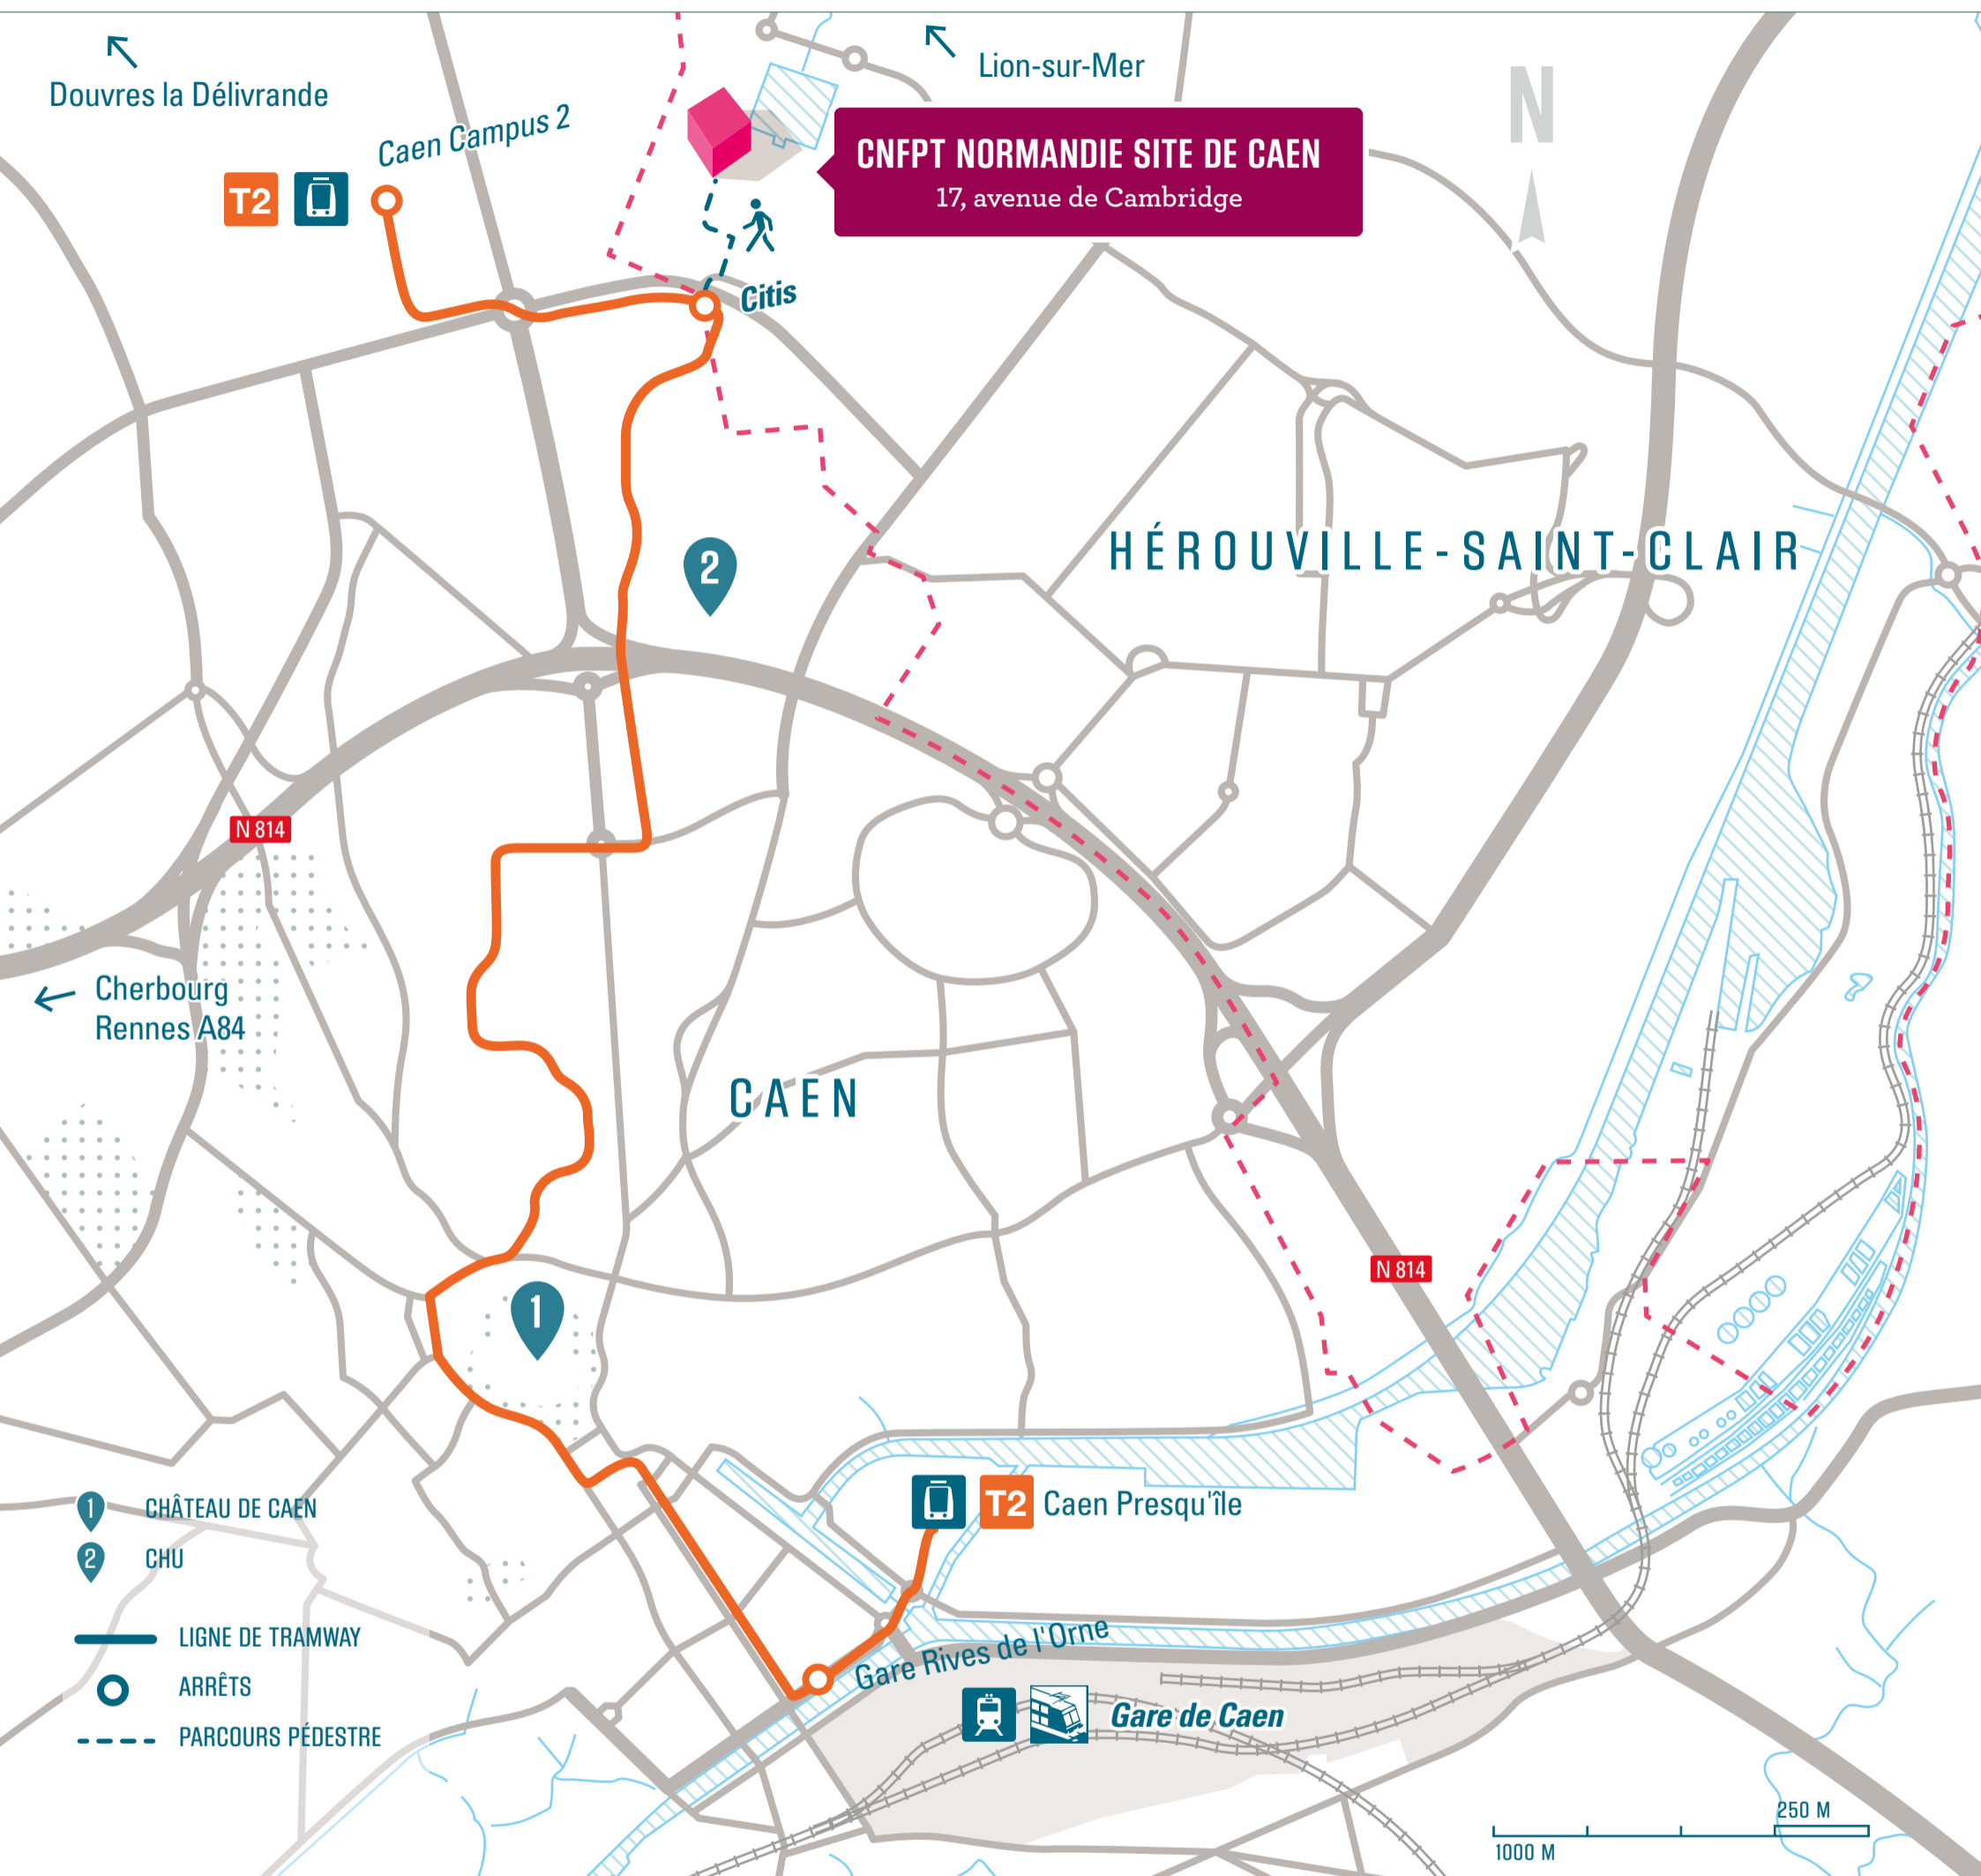 Douvres la Délivrande
Lion-sur-Mer
N
Caen Campus 2
T2
CNFPT NORMANDIE SITE DE CAEN
17, avenue de Cambridge
Citis
HÉROUVILLE-SAINT-CLAIR
2
N 814
Cherbourg
Rennes A84
CAEN
N 814
1
T2 Caen Presqu'île
1 CHÂTEAU DE CAEN
2 CHU
LIGNE DE TRAMWAY
ARRÊTS
PARCOURS PÉDESTRE
Gare Rives de l'Orne
Gare de Caen
250 M
1000 M